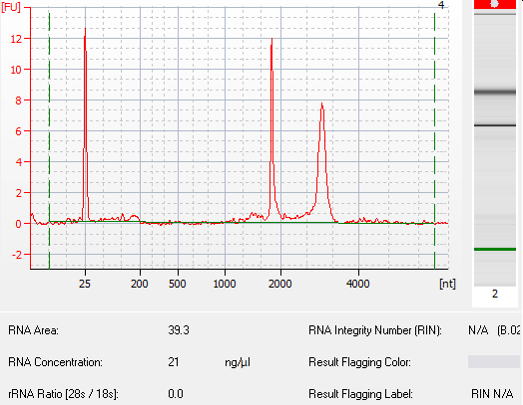 [FU]
4
12
10
8
6
4
2
0
-2
25 200 500 1000 2000 4000 [nt]
2
RNA Area: 39.3 RNA Integrity Number (RIN): N/A (B.02
RNA Concentration: 21 ng/µl Result Flagging Color:
rRNA Ratio [28s / 18s]: 0.0 Result Flagging Label: RIN N/A